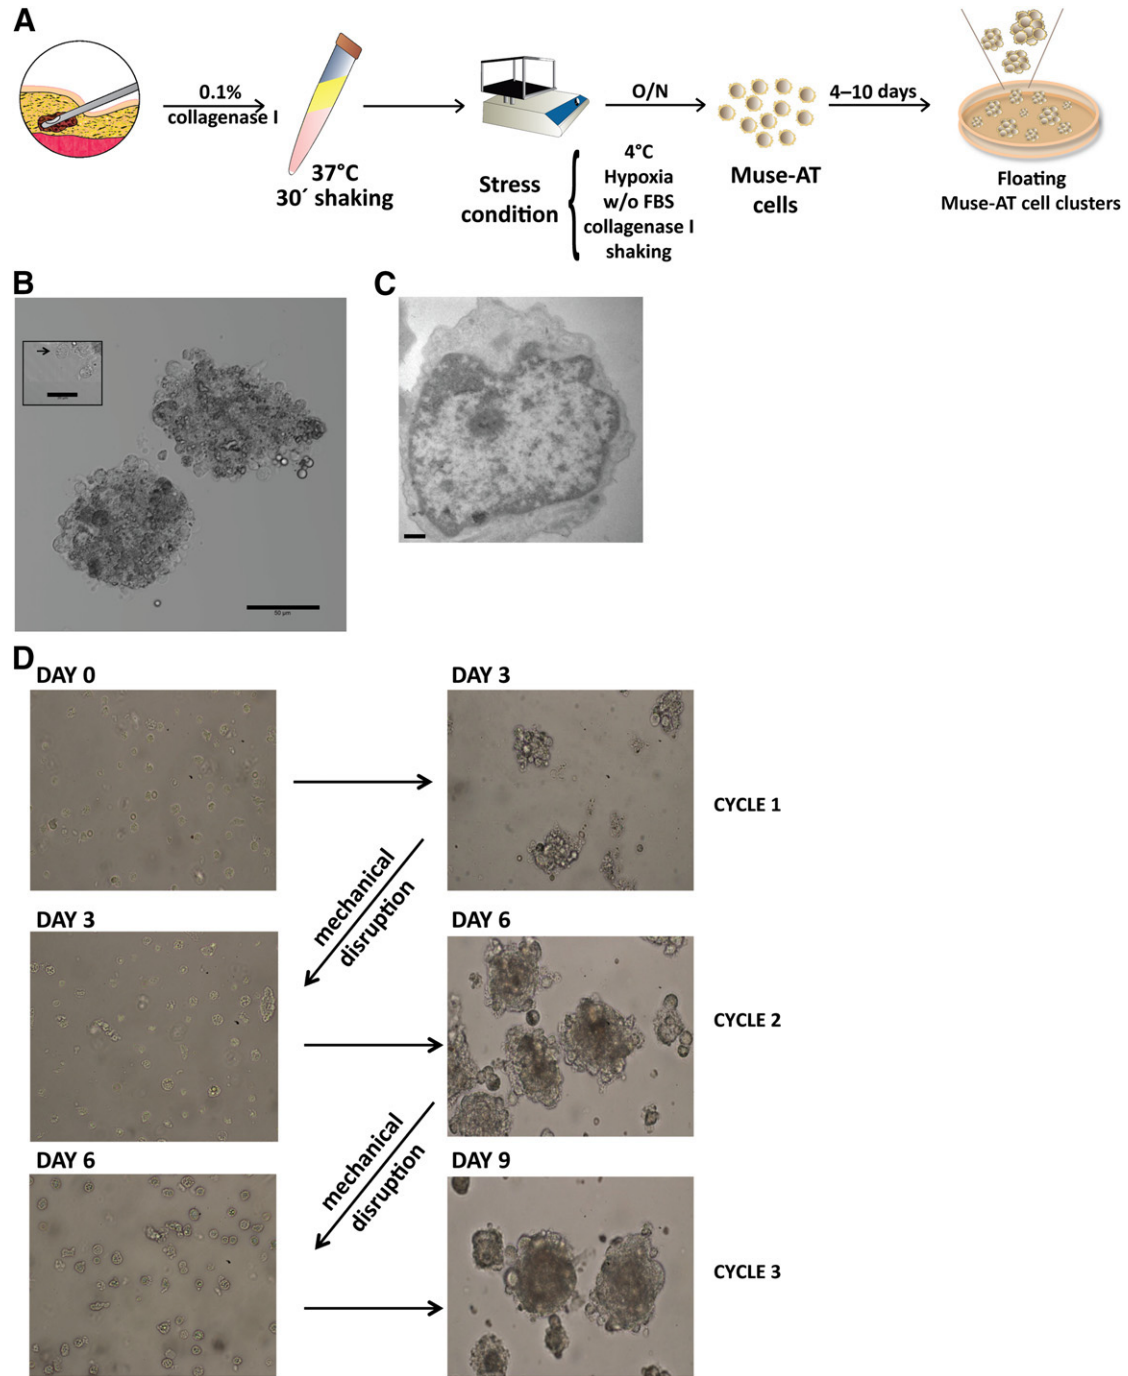 A
0.1%
collagenase I
37°C
30´ shaking
Stress
condition
O/N
4°C
Hypoxia
w/o FBS
collagenase I
shaking
Muse-AT
cells
4–10 days
Floating
Muse-AT cell clusters
B
50 µm
C
D
DAY 0
DAY 3
CYCLE 1
mechanical
disruption
DAY 3
DAY 6
CYCLE 2
mechanical
disruption
DAY 6
DAY 9
CYCLE 3